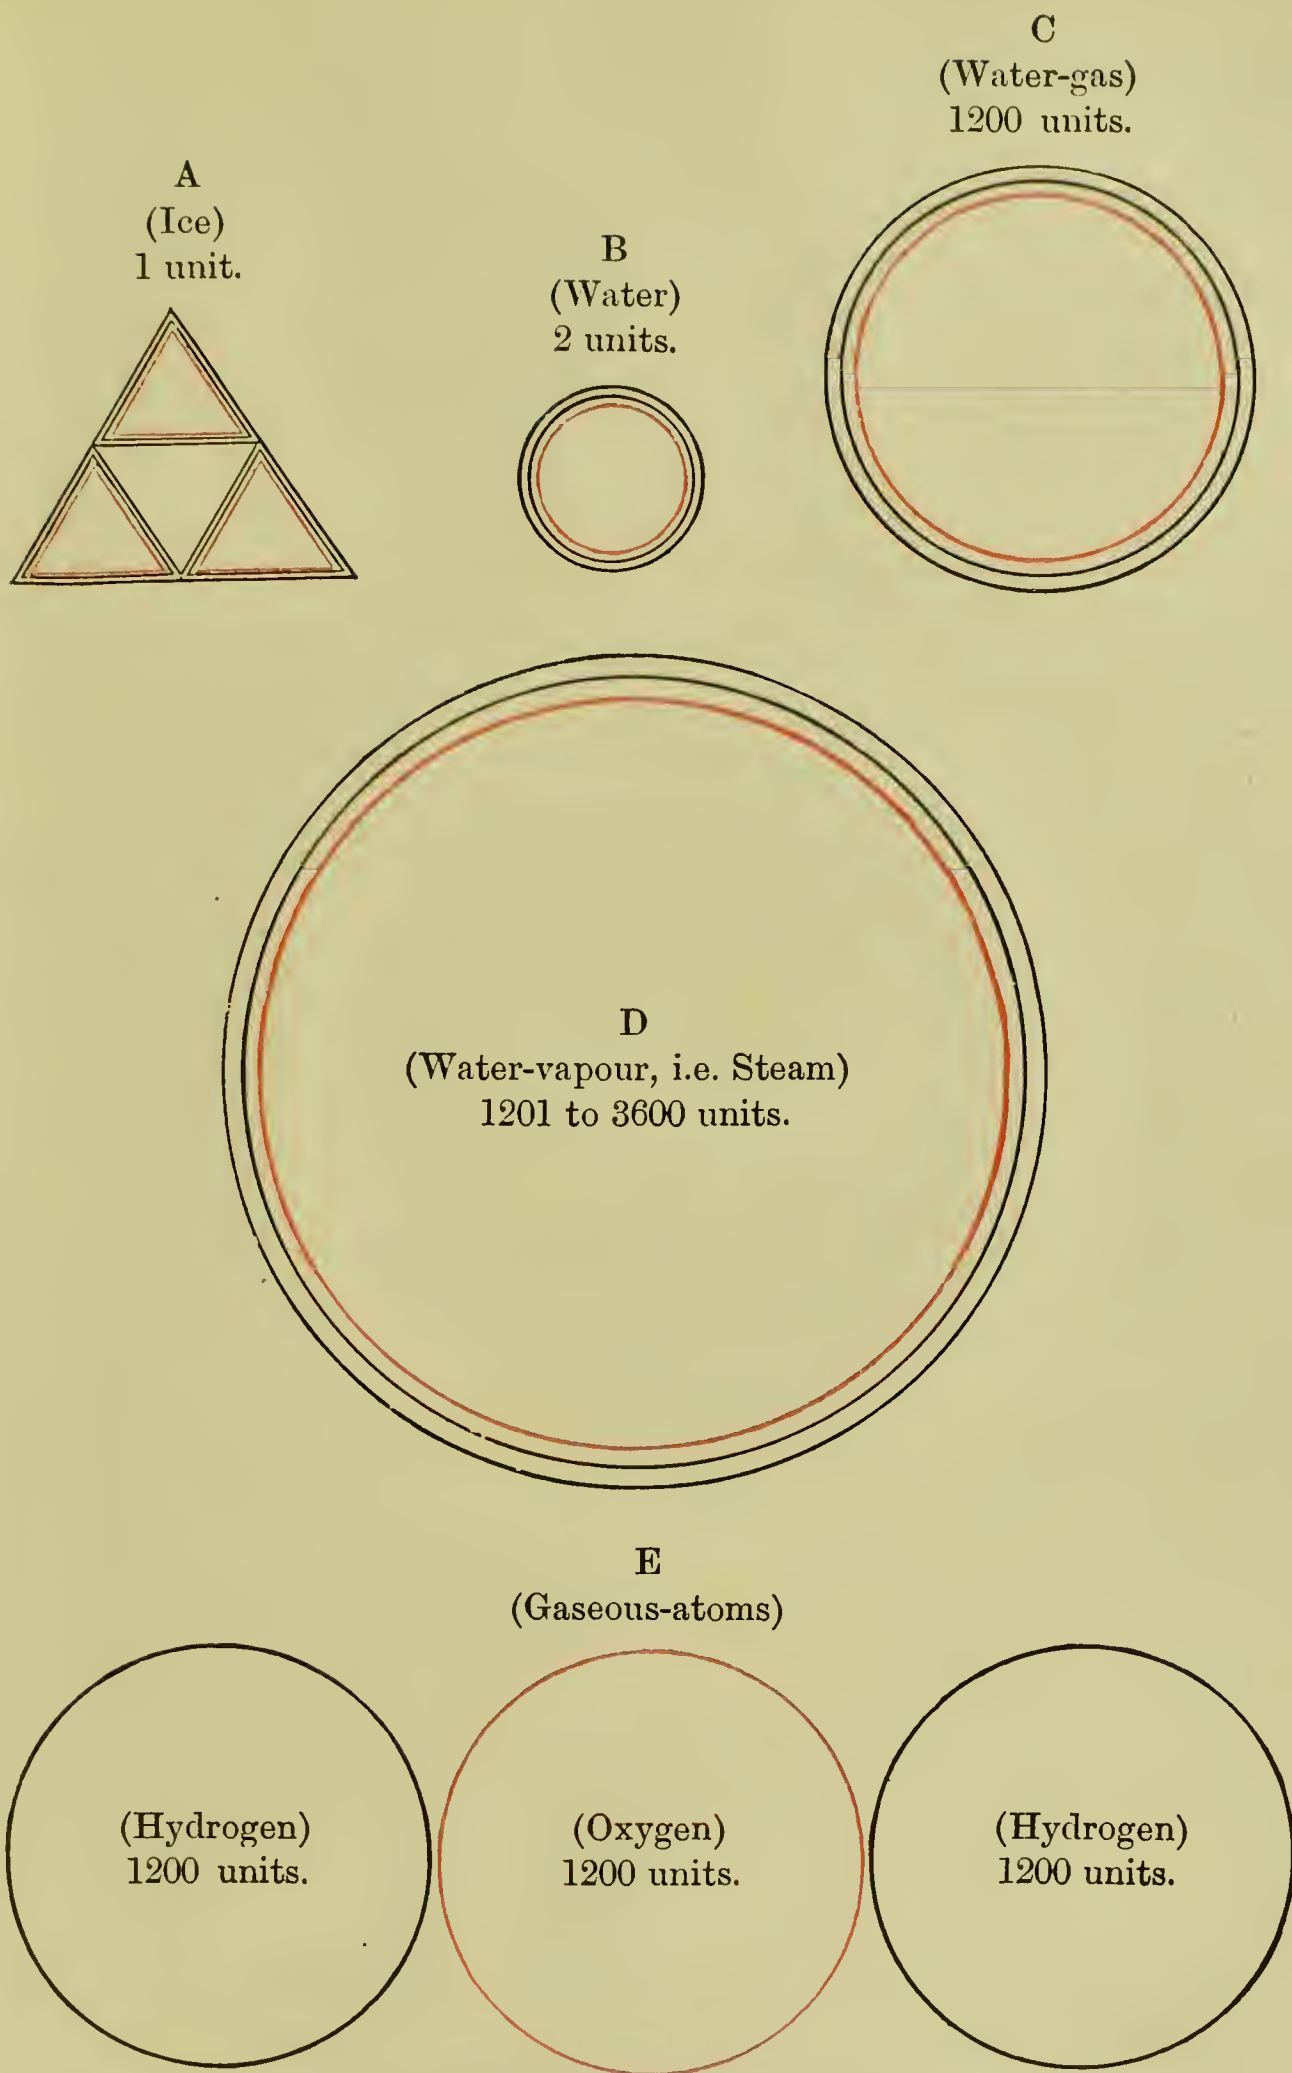 A
(Ice)
1 unit.
B
(Water)
2 units.
C
(Water-gas)
1200 units.
D
(Water-vapour, i.e. Steam)
1201 to 3600 units.
E
(Gaseous-atoms)
(Hydrogen)
1200 units.
(Oxygen)
1200 units.
(Hydrogen)
1200 units.